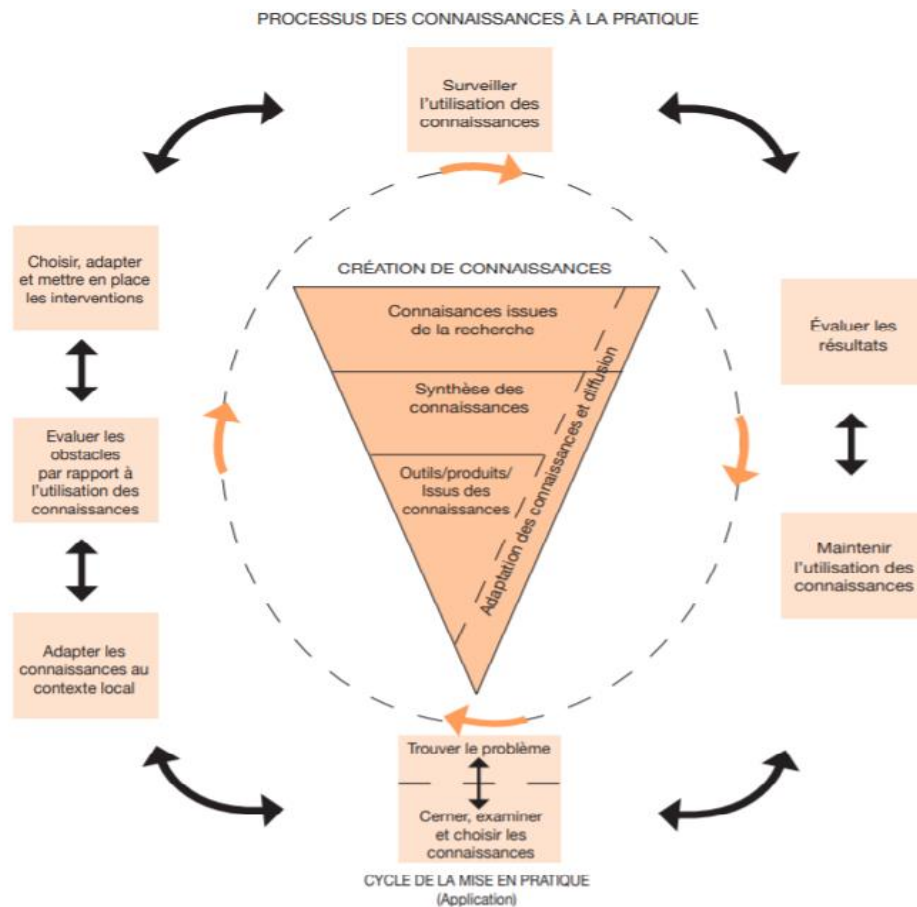 PROCESSUS DES CONNAISSANCES À LA PRATIQUE
Surveiller
l'utilisation des
connaissances
Choisir, adapter
et mettre en place
les interventions
CRÉATION DE CONNAISSANCES
Connaisances issues
de la recherche
Synthèse des
connaissances
Outils/produits/
Issus des
connaissances
Adaptation des connaissances et diffusion
Évaluer les
résultats
Evaluer les
obstacles
par rapport à
l'utilisation des
connaissances
Maintenir
l'utilisation des
connaissances
Adapter les
connaissances au
contexte local
Trouver le problème
Cerner, examiner
et choisir les
connaissances
CYCLE DE LA MISE EN PRATIQUE
(Application)